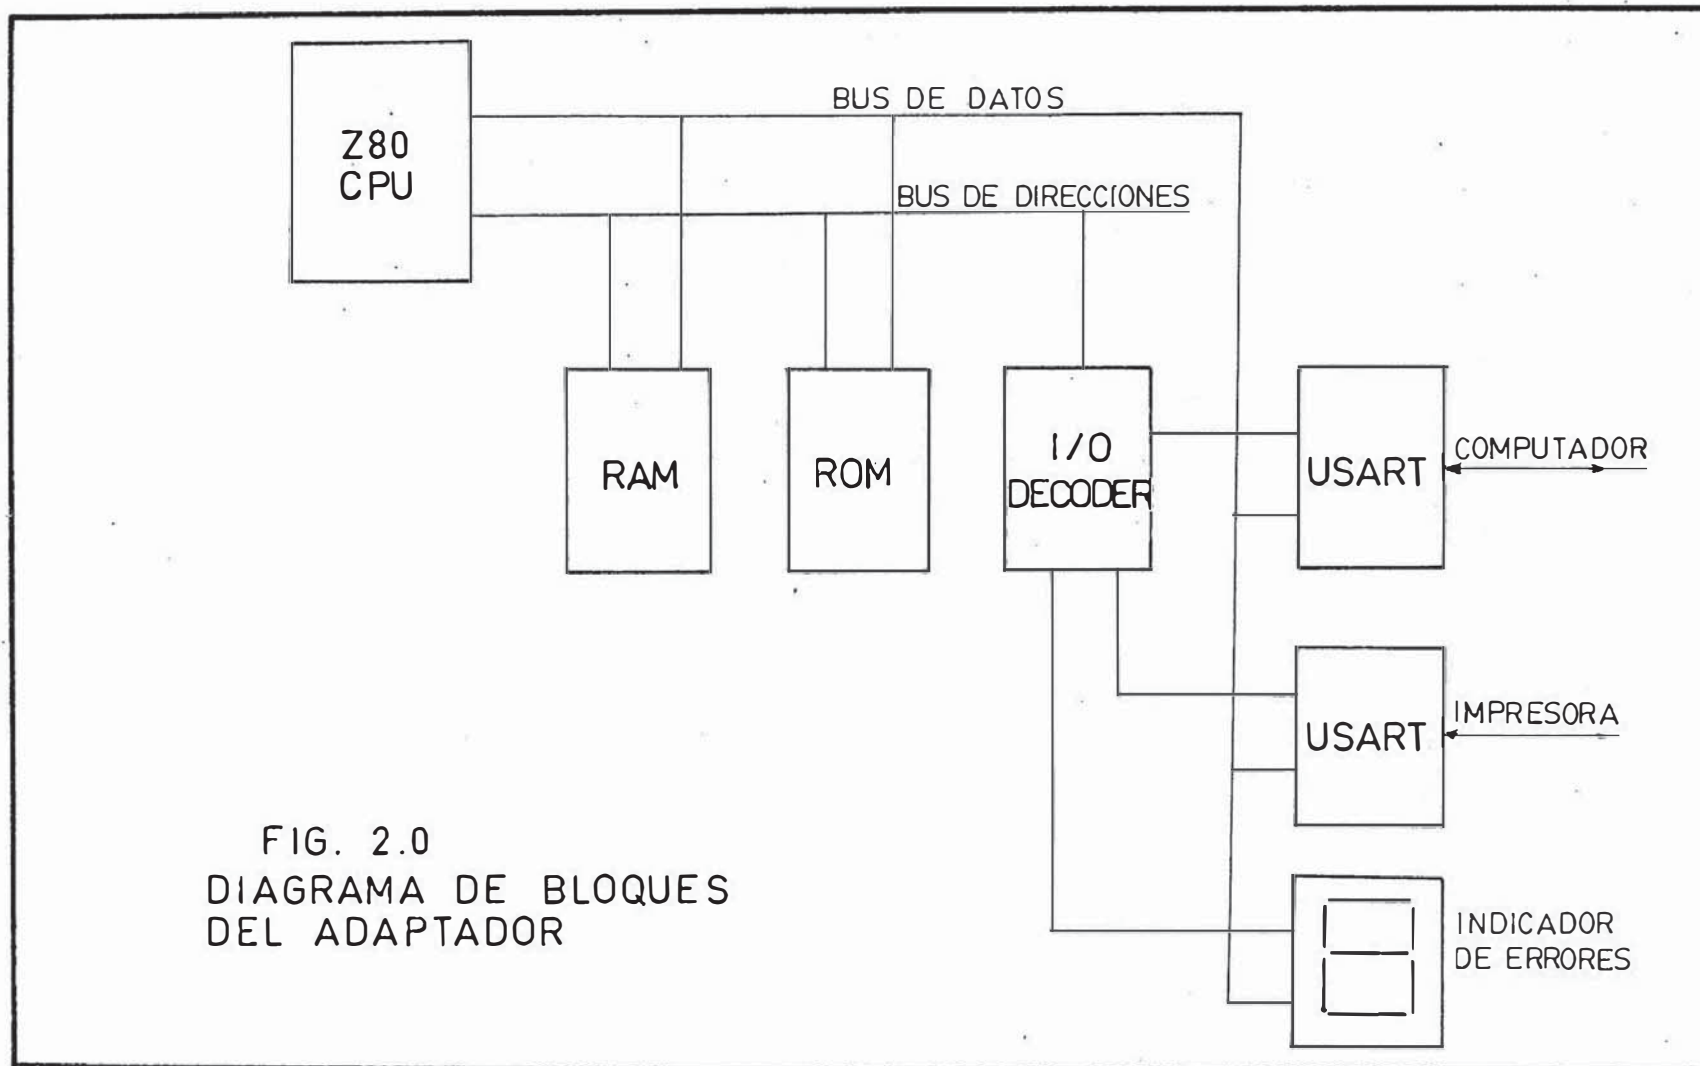 Z80
CPU
BUS DE DATOS
BUS DE DIRECCIONES
RAM
ROM
I/O
DECODER
USART
COMPUTADOR
USART
IMPRESORA
INDICADOR
DE ERRORES
FIG. 2.0
DIAGRAMA DE BLOQUES
DEL ADAPTADOR